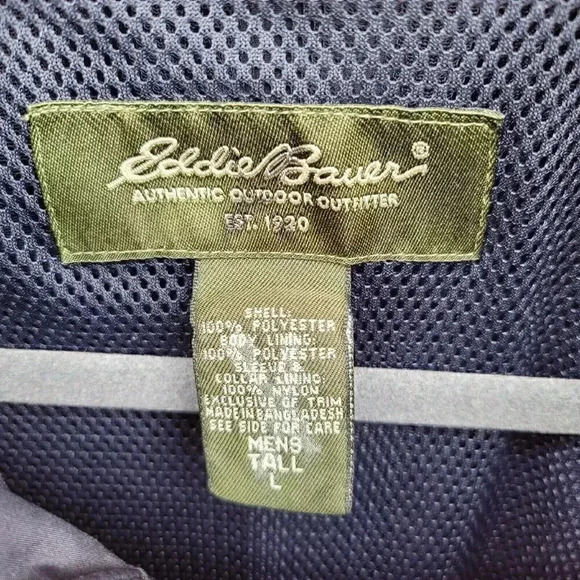 Eddie Bauer®
AUTHENTIC OUTDOOR OUTFITTER
EST. 1920
SHELL:
100% POLYESTER
BODY LINING:
100% POLYESTER
SLEEVE &
COLLAR LINING:
100% NYLON
EXCLUSIVE OF TRIM
MADE IN BANGLADESH
SEE SIDE FOR CARE
MENS
TALL
L